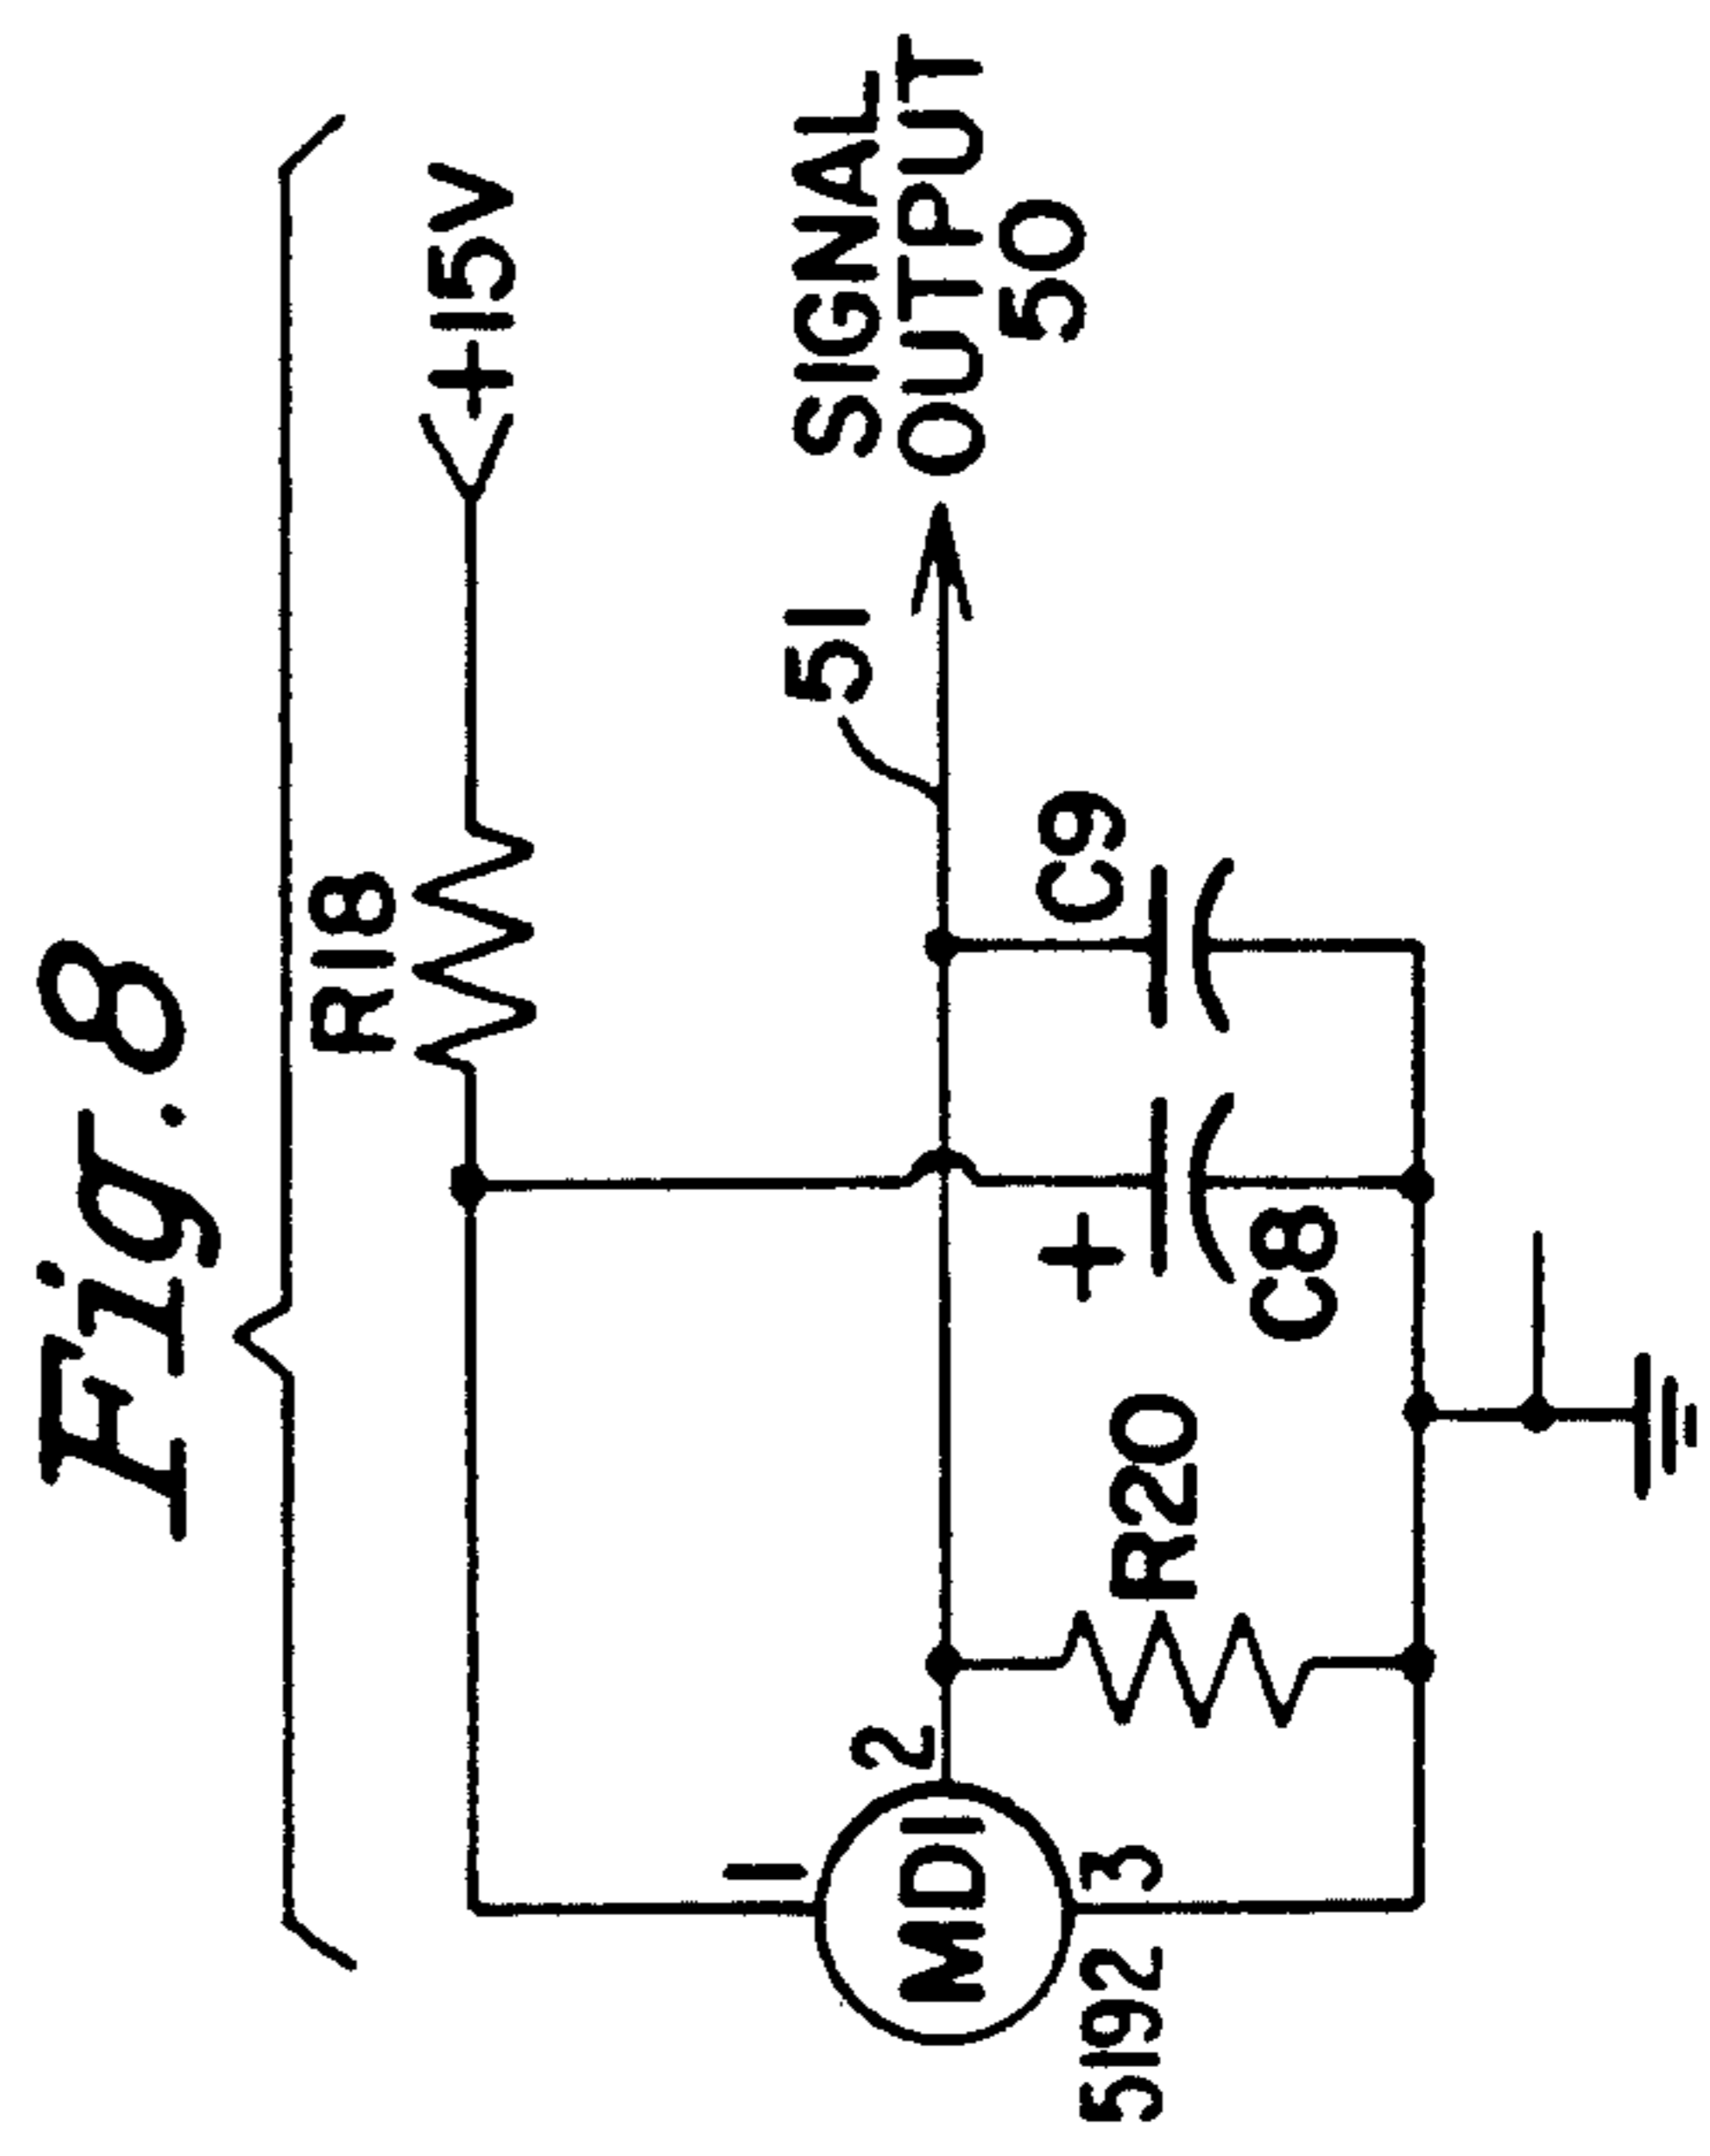 Fig. 8
R18
+15V
SIGNAL
OUTPUT
50
51
1
2
MD1
3
5192
R20
+
C8
C9